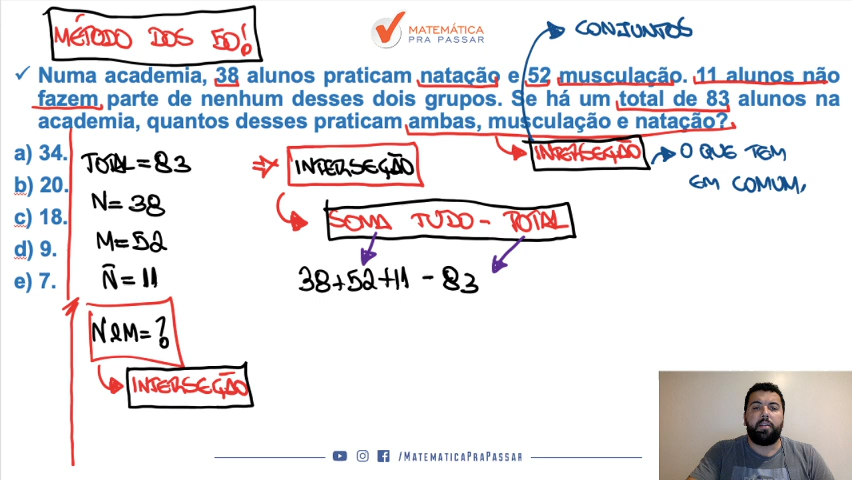 MÉTODO DOS 50!
MATEMÁTICA
PRA PASSAR
CONJUNTOS
✓ Numa academia, 38 alunos praticam natação e 52 musculação. 11 alunos não
fazem parte de nenhum desses dois grupos. Se há um total de 83 alunos na
academia, quantos desses praticam ambas, musculação e natação?
a) 34.
b) 20.
c) 18.
d) 9.
e) 7.
TOTAL = 83
N = 38
M = 52
N̄ = 11
N e M = ?
INTERSEÇÃO
⇒ INTERSEÇÃO
SOMA TUDO - TOTAL
38+52+11 - 83
INTERSEÇÃO
O QUE TEM
EM COMUM,
/MatematicaPraPassar